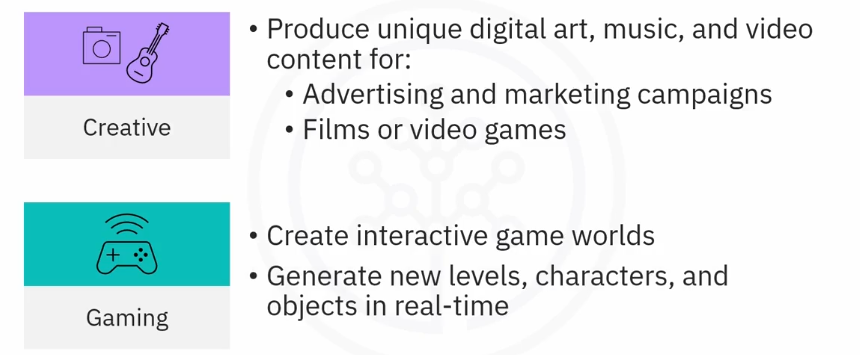 • Produce unique digital art, music, and video
content for:
• Advertising and marketing campaigns
• Films or video games
Creative
• Create interactive game worlds
• Generate new levels, characters, and
objects in real-time
Gaming